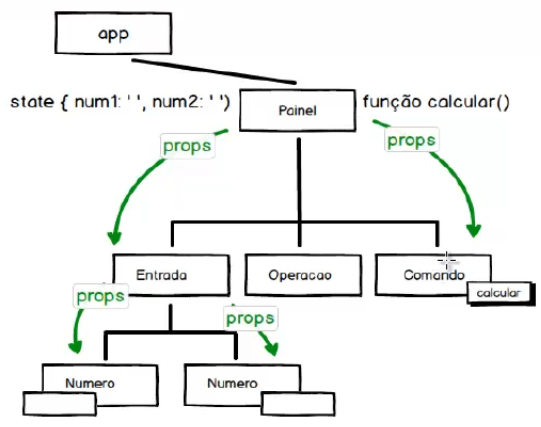 app
state { num1: ' ', num2: ' ')
Painel
função calcular()
props
props
Entrada
Operacao
Comando
calcular
props
props
Numero
Numero